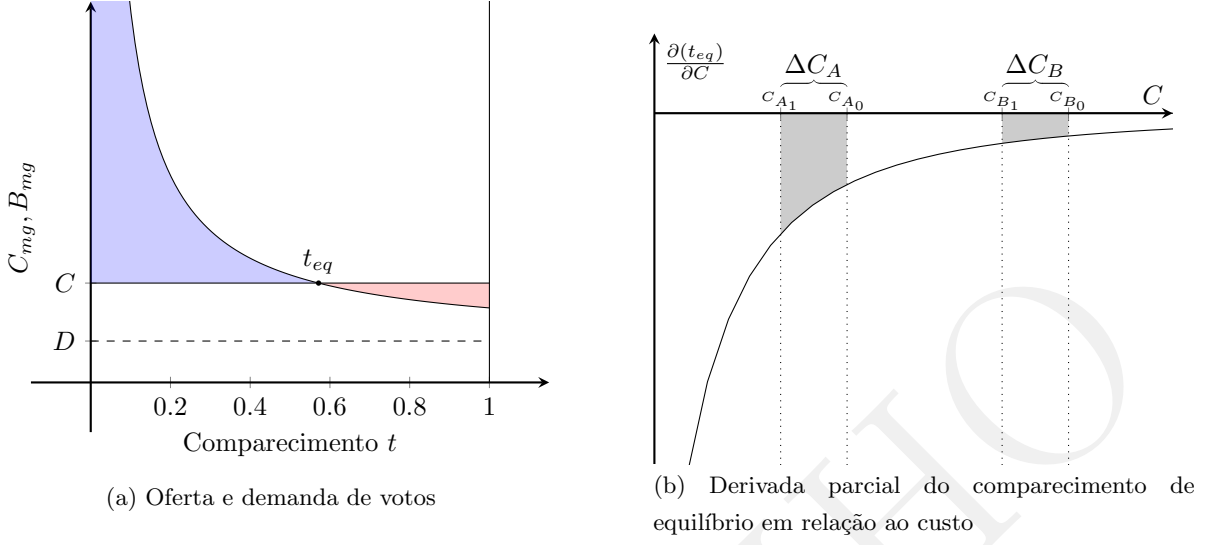 C_{mg}, B_{mg}
t_{eq}
C
D
0.2 0.4 0.6 0.8 1
Comparecimento t
(a) Oferta e demanda de votos
∂(t_{eq})
∂C
ΔC_A ΔC_B
C_{A_1} C_{A_0} C_{B_1} C_{B_0} C
(b) Derivada parcial do comparecimento de
equilíbrio em relação ao custo
HO